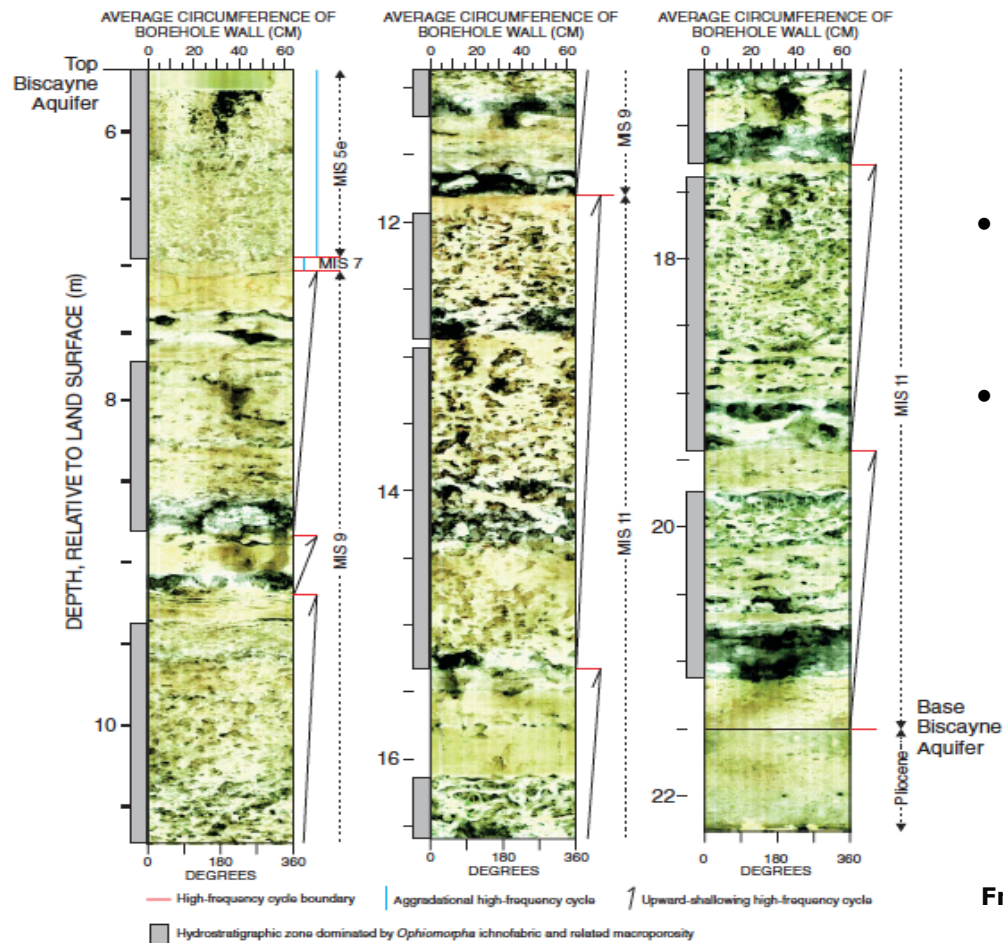 AVERAGE CIRCUMFERENCE OF
BOREHOLE WALL (CM)
0 20 40 60
AVERAGE CIRCUMFERENCE OF
BOREHOLE WALL (CM)
0 20 40 60
AVERAGE CIRCUMFERENCE OF
BOREHOLE WALL (CM)
0 20 40 60
Top
Biscayne
Aquifer
DEPTH, RELATIVE TO LAND SURFACE (m)
6
8
10
MIS 5e
MIS 7
MIS 9
0 180 360
DEGREES
12
14
16
MIS 9
MIS 11
0 180 360
DEGREES
18
20
22
MIS 11
Pliocene
Base
Biscayne
Aquifer
0 180 360
DEGREES
•
•
High-frequency cycle boundary
Aggradational high-frequency cycle
Upward-shallowing high-frequency cycle
Hydrostratigraphic zone dominated by Ophiomorpha ichnofabric and related macroporosity